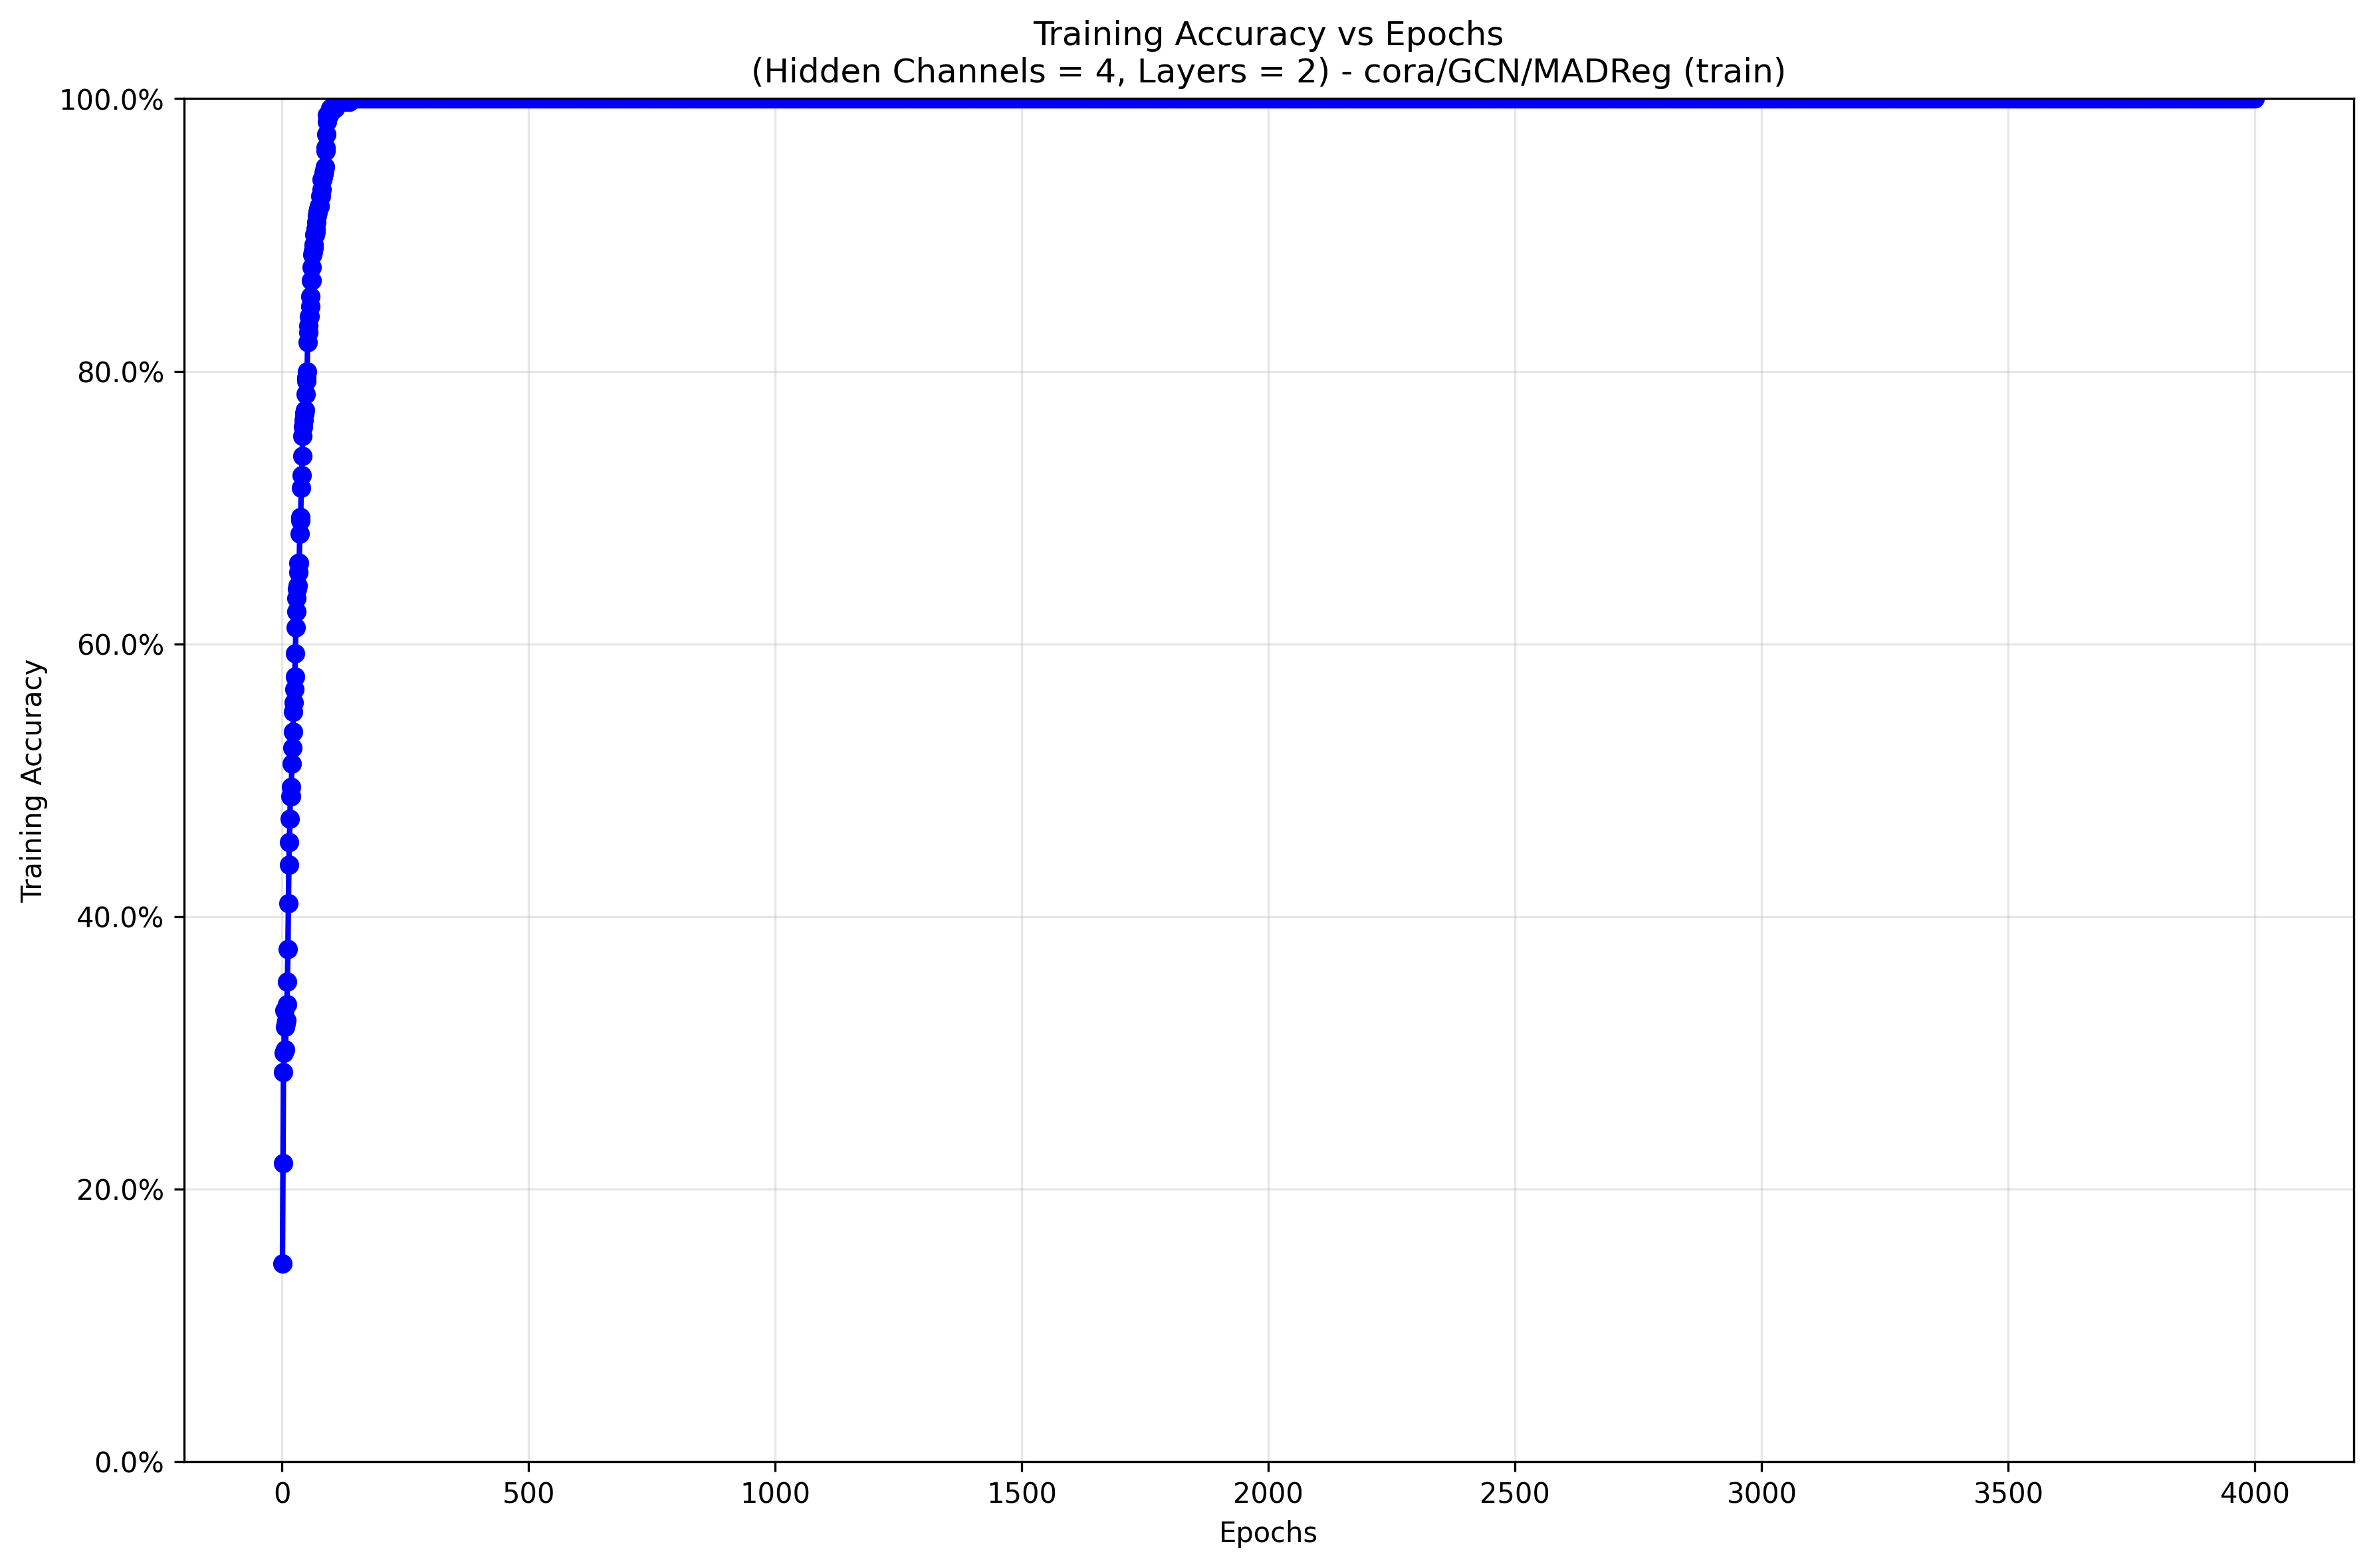 Training Accuracy vs Epochs
(Hidden Channels = 4, Layers = 2) - cora/GCN/MADReg (train)
Training Accuracy
100.0%
80.0%
60.0%
40.0%
20.0%
0.0%
0 500 1000 1500 2000 2500 3000 3500 4000
Epochs